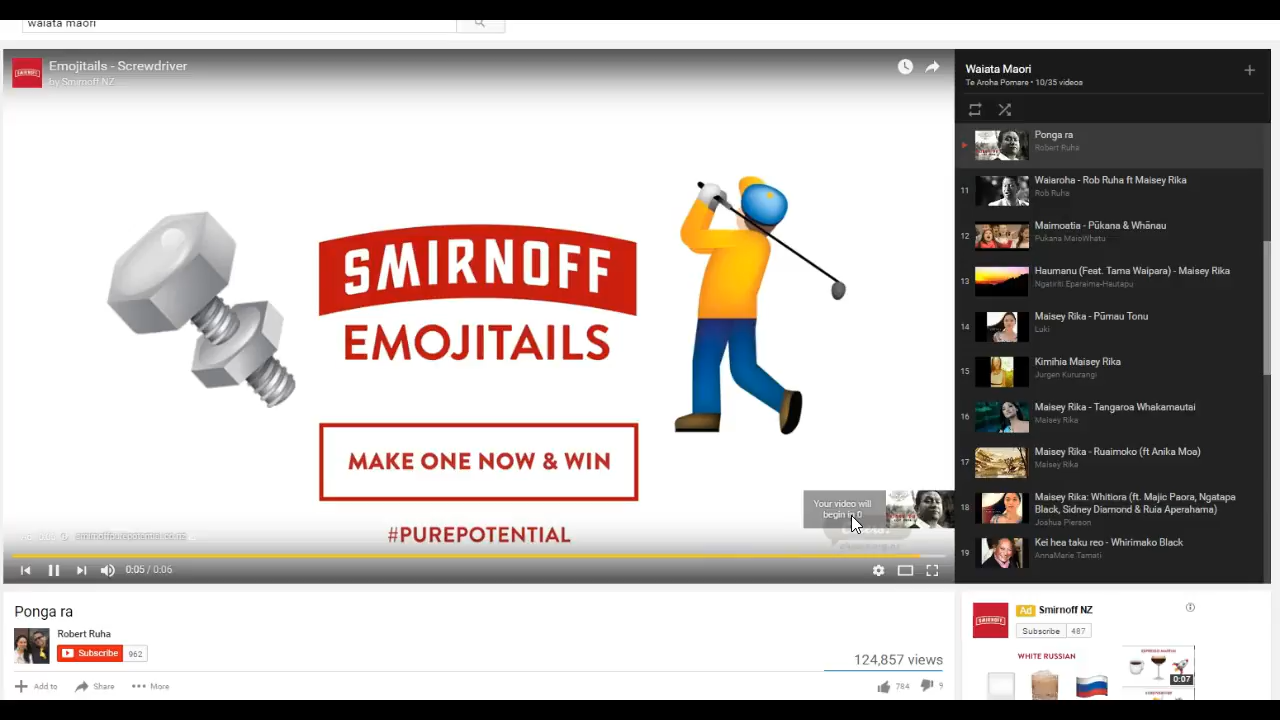 waiata maori
Emojitails - Screwdriver
by Smirnoff NZ
SMIRNOFF
SMIRNOFF
EMOJITAILS
MAKE ONE NOW & WIN
#PUREPOTENTIAL
Your video will
begin in 0
0:05 / 0:06
Waiata Maori
Te Aroha Pomare • 10/35 videos
Ponga ra
Robert Ruha
11
Waiaroha - Rob Ruha ft Maisey Rika
Rob Ruha
12
Maimoatia - Pūkana & Whānau
Pukana MaioWhatu
13
Haumanu (Feat. Tama Waipara) - Maisey Rika
Ngatiriti Eparaima-Hautapu
14
Maisey Rika - Pūmau Tonu
Luki
15
Kimihia Maisey Rika
Jurgen Kururangi
16
Maisey Rika - Tangaroa Whakamautai
Maisey Rika
17
Maisey Rika - Ruaimoko (ft Anika Moa)
Maisey Rika
18
Maisey Rika: Whitiora (ft. Majic Paora, Ngatapa
Black, Sidney Diamond & Ruia Aperahama)
Joshua Pierson
19
Kei hea taku reo - Whirimako Black
AnnaMarie Tamati
Ponga ra
Robert Ruha
Subscribe 962
124,857 views
Add to Share More
784 9
Ad Smirnoff NZ
SMIRNOFF
Subscribe 487
WHITE RUSSIAN
ESPRESSO MARTINI
0:07